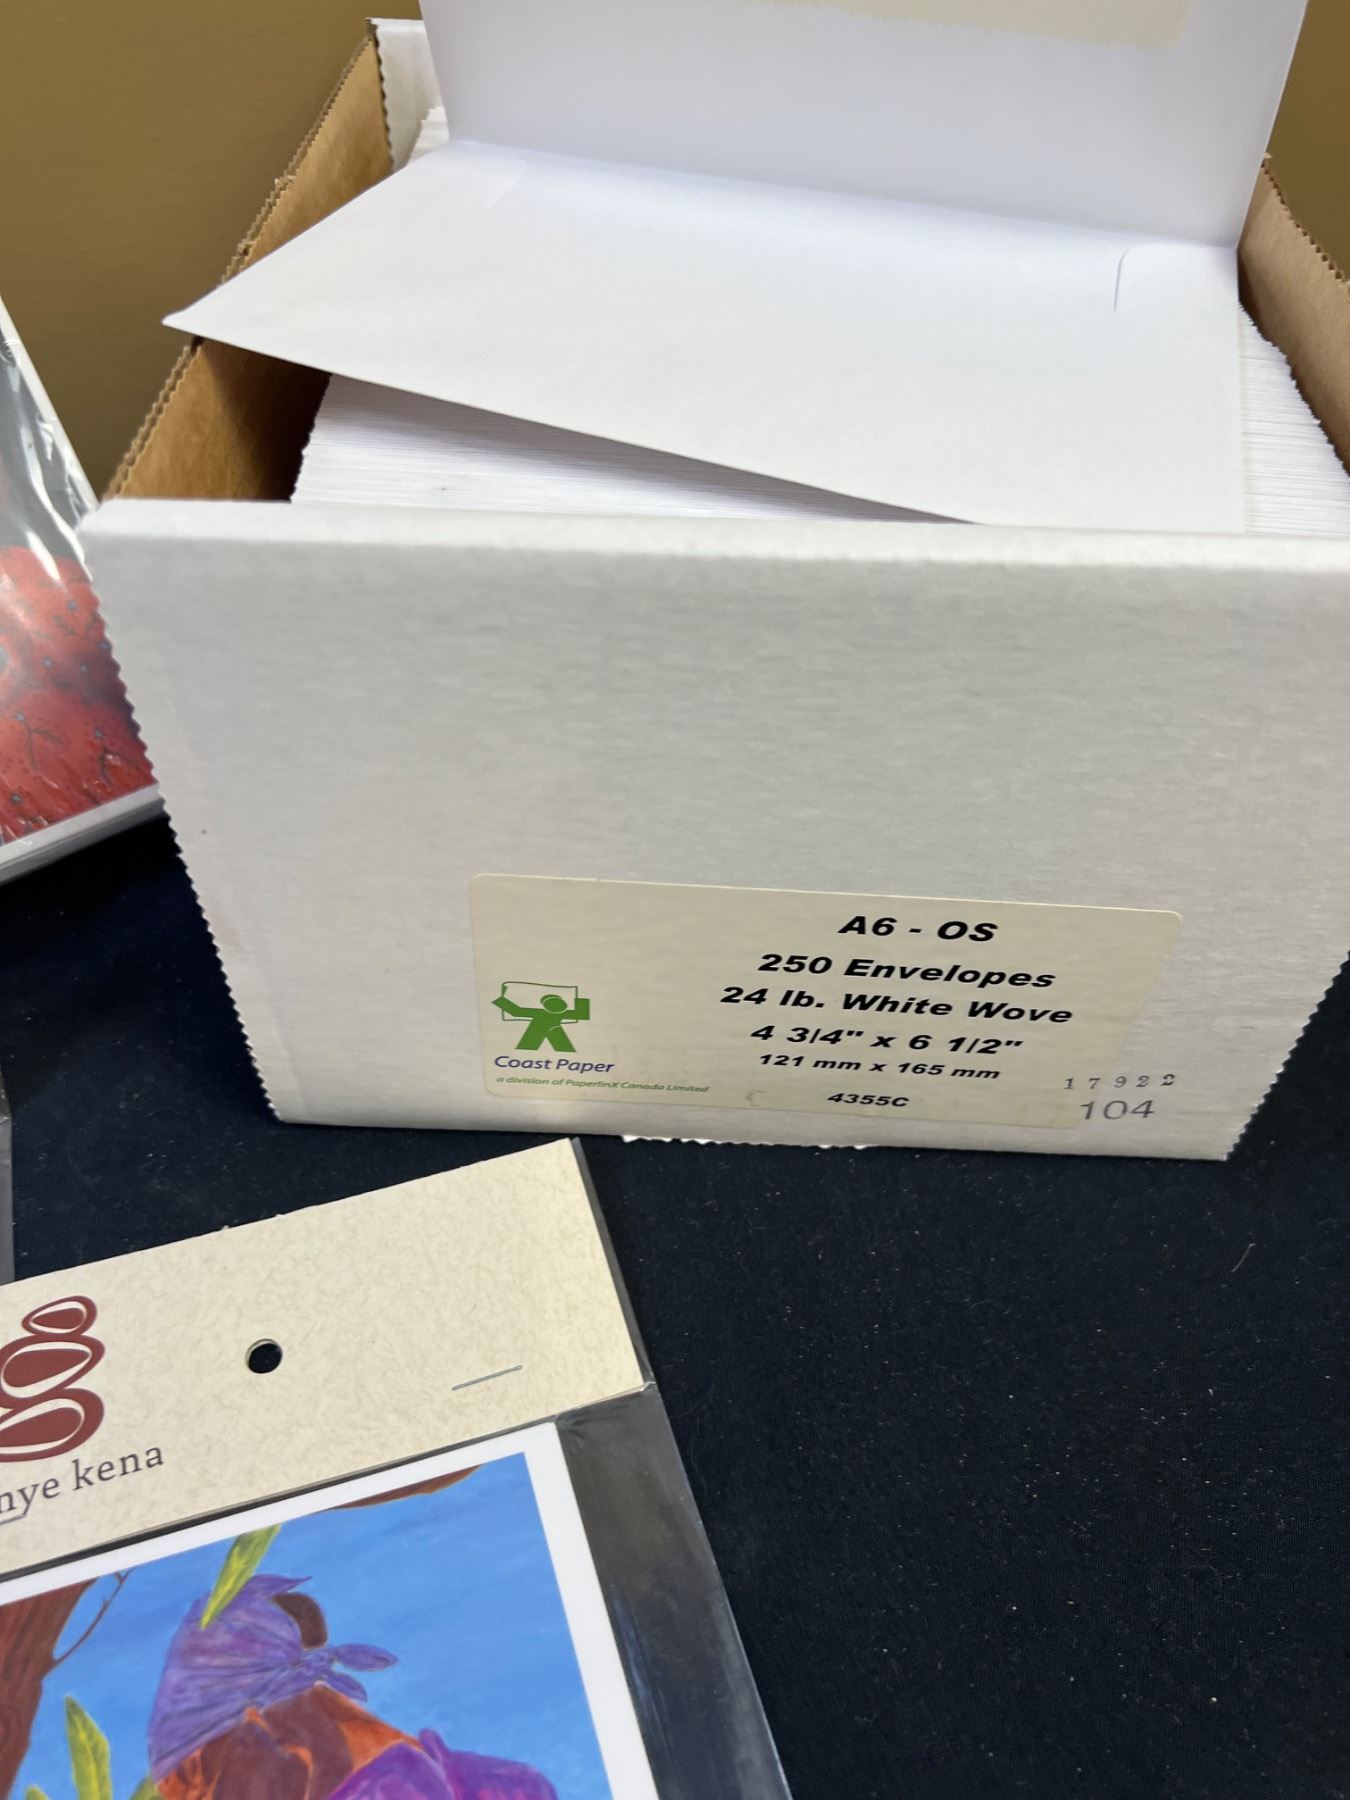 A6 - OS
250 Envelopes
24 lb. White Wove
4 3/4" x 6 1/2"
121 mm x 165 mm
4355C
Coast Paper
a division of PaperlinX Canada Limited
17922
104
nye kena